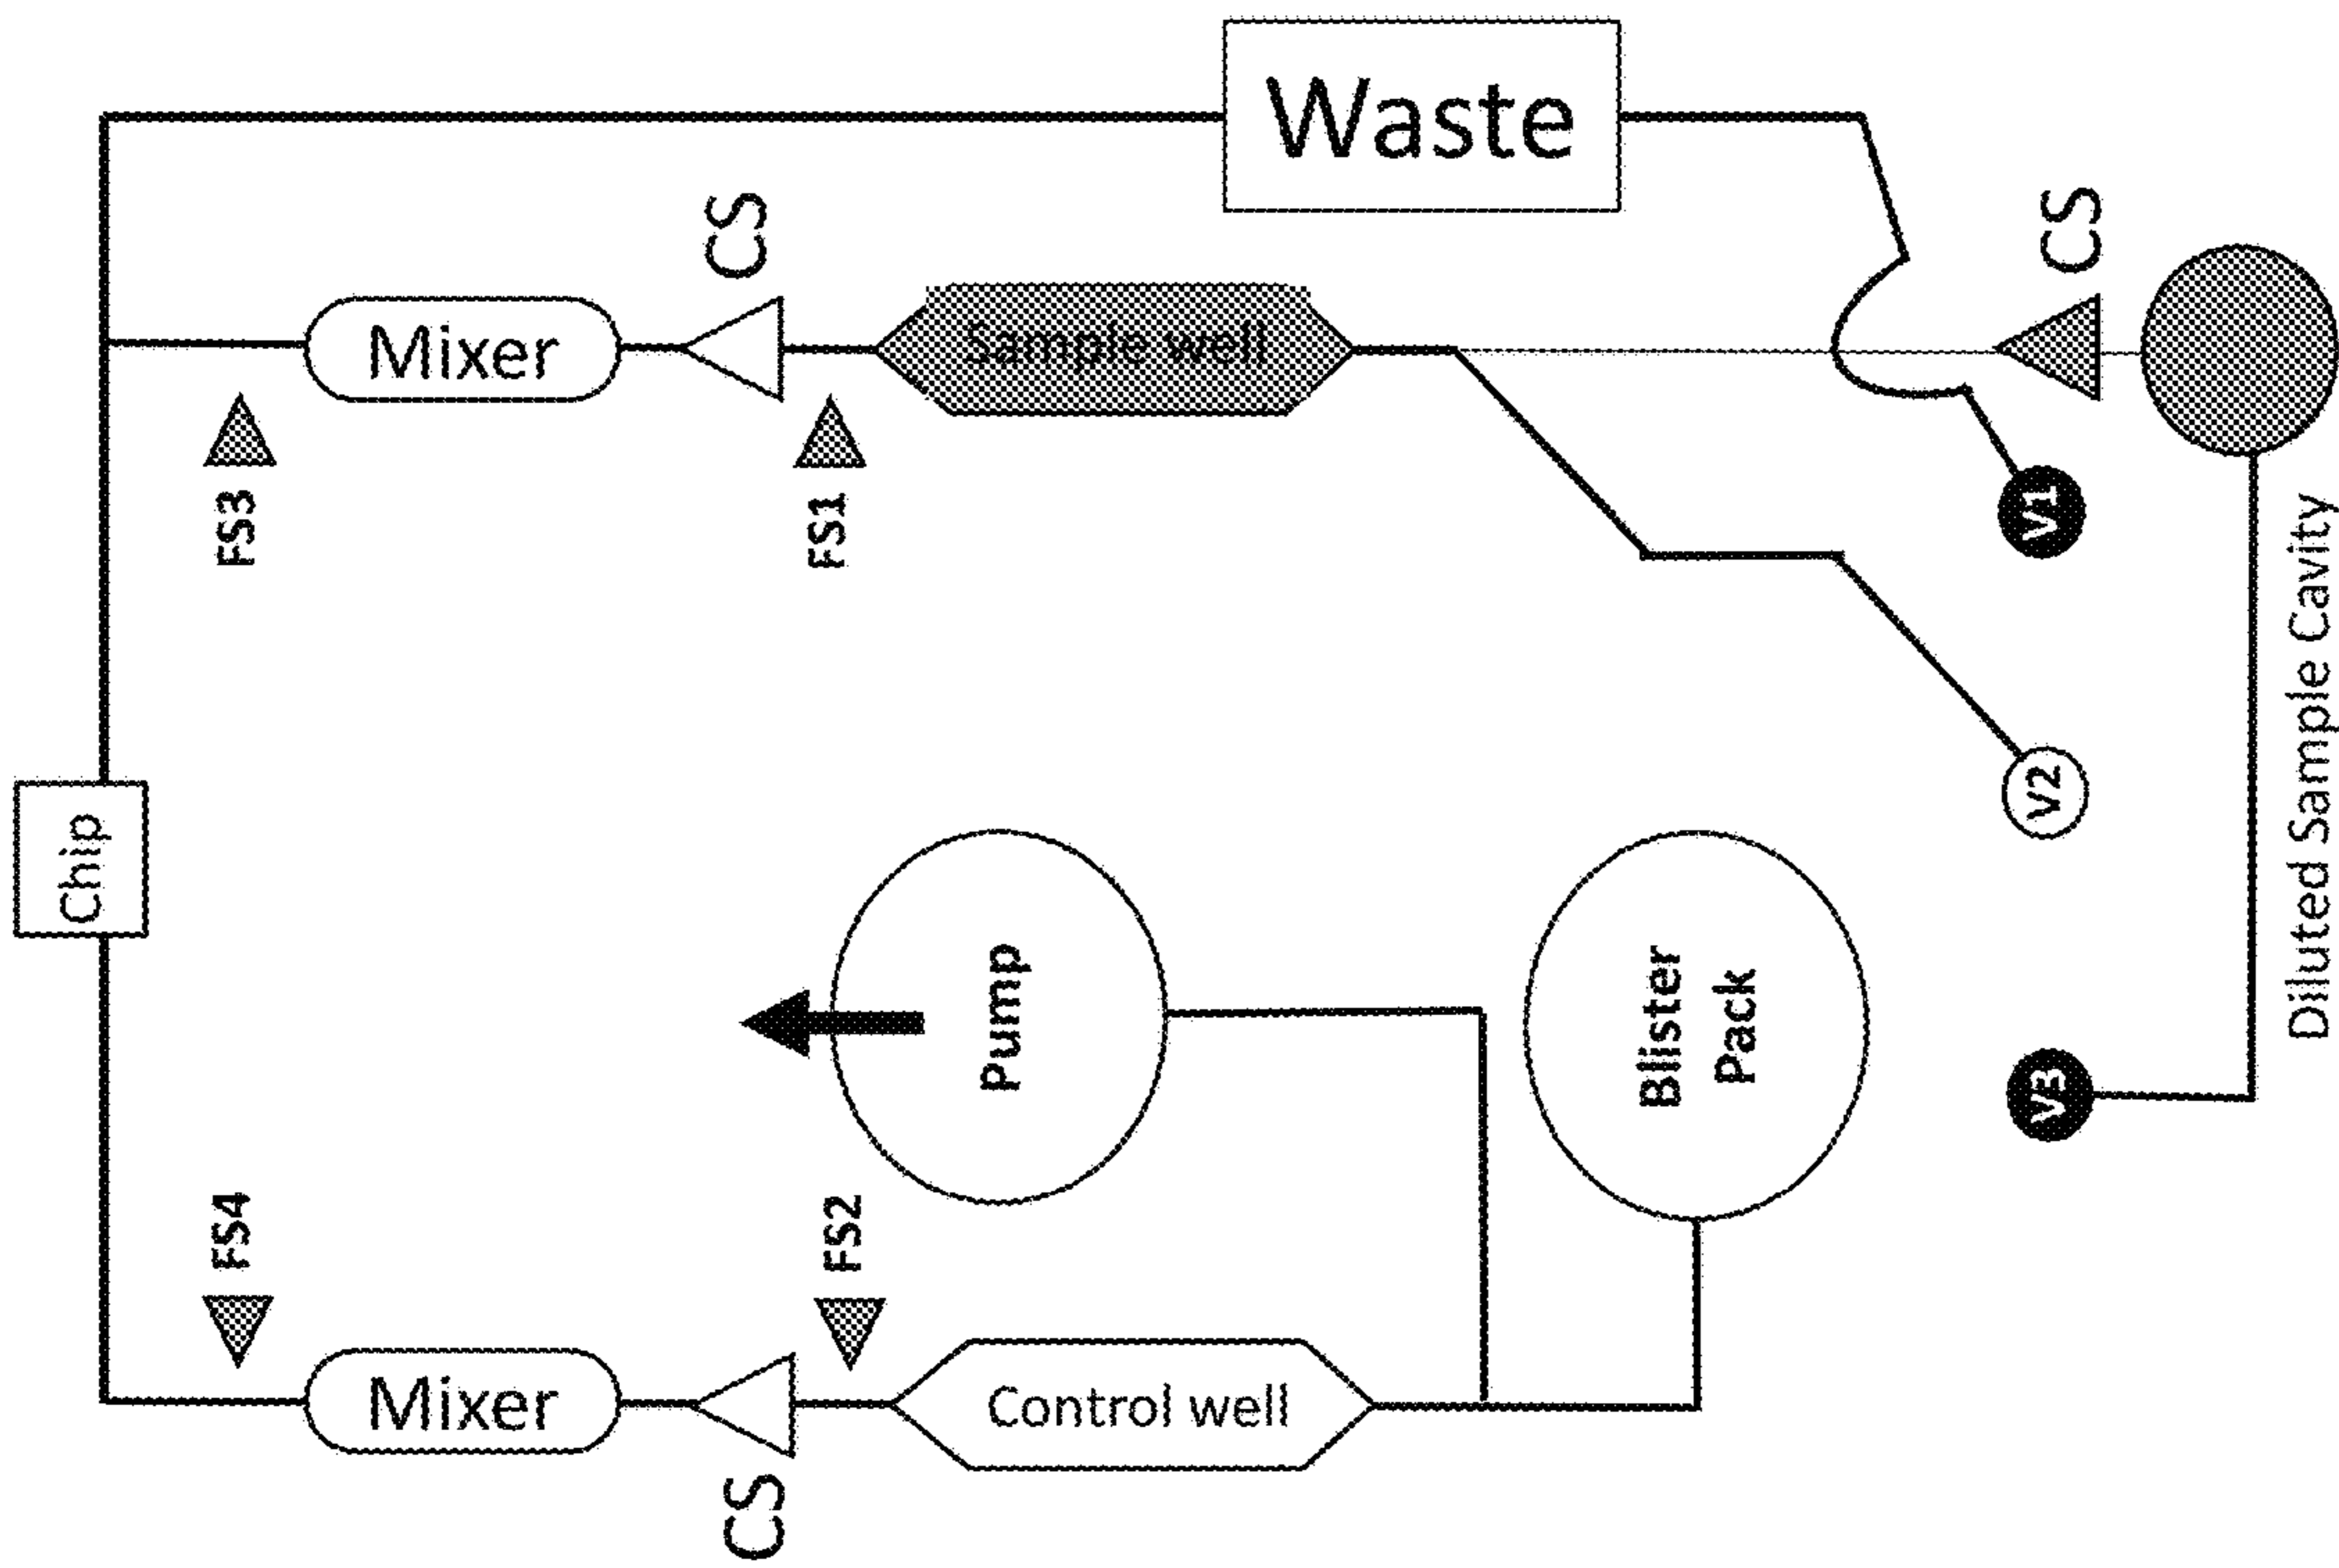 Waste
CS
Mixer
Sample well
CS
FS3
FS1
V1
Chip
V2
Diluted Sample Cavity
Pump
Blister
Pack
V3
FS4
FS2
Mixer
Control well
CS